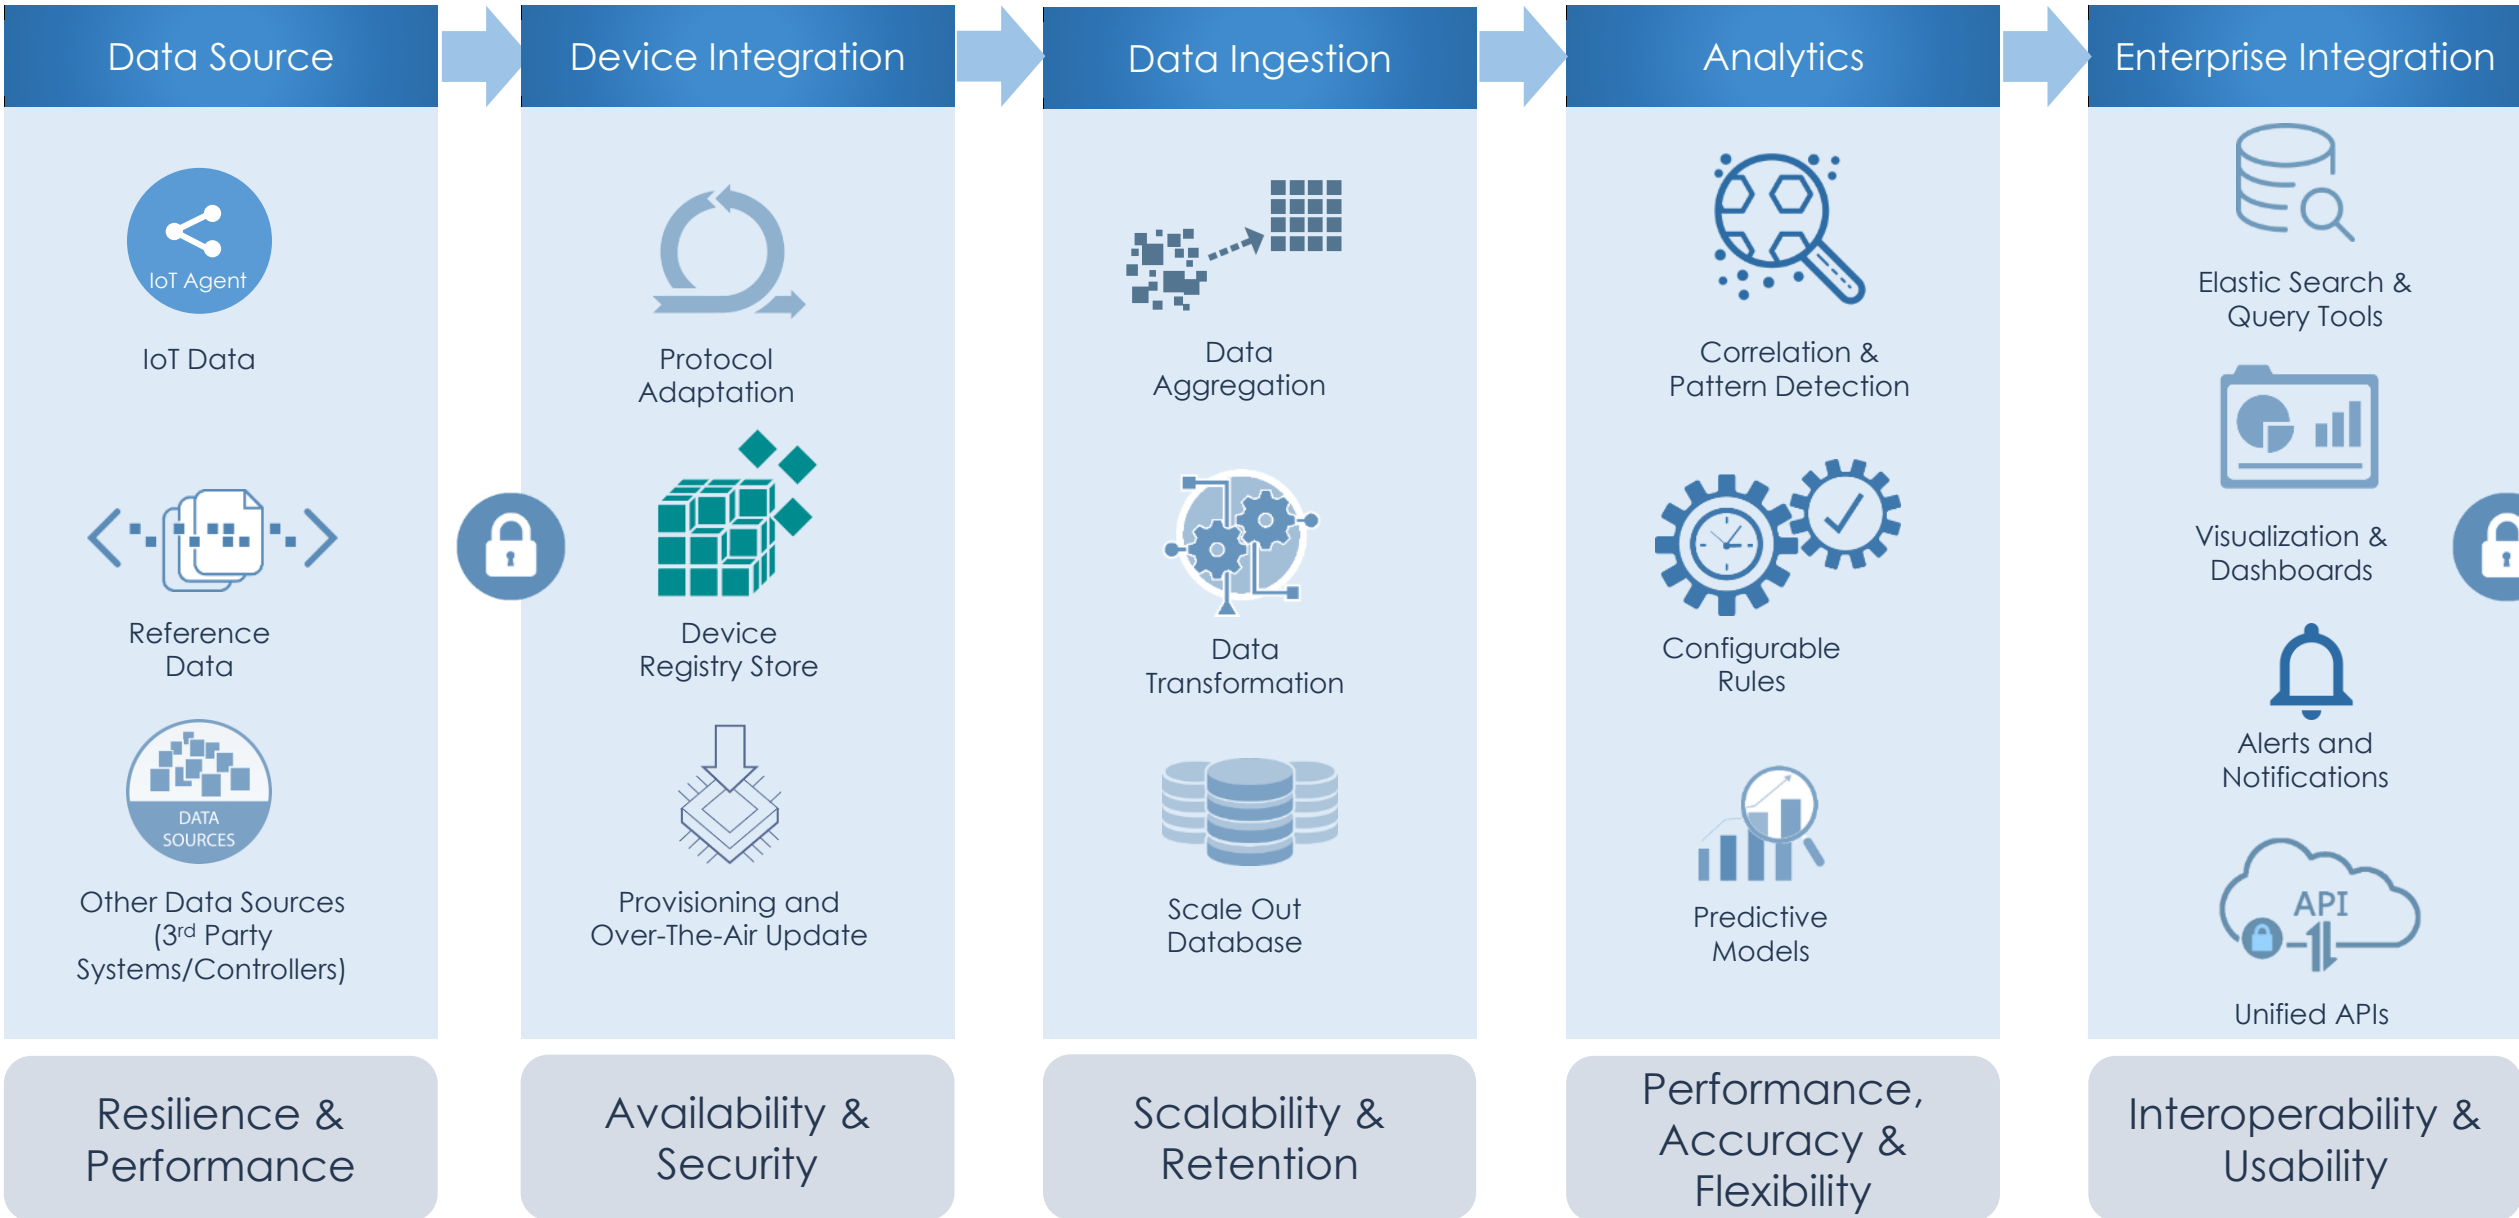 Data Source
Device Integration
Data Ingestion
Analytics
Enterprise Integration
IoT Agent
IoT Data
Reference
Data
DATA
SOURCES
Other Data Sources
(3rd Party
Systems/Controllers)
Protocol
Adaptation
Device
Registry Store
Provisioning and
Over-The-Air Update
Data
Aggregation
Data
Transformation
Scale Out
Database
Correlation &
Pattern Detection
Configurable
Rules
Predictive
Models
Elastic Search &
Query Tools
Visualization &
Dashboards
Alerts and
Notifications
API
Unified APIs
Resilience &
Performance
Availability &
Security
Scalability &
Retention
Performance,
Accuracy &
Flexibility
Interoperability &
Usability